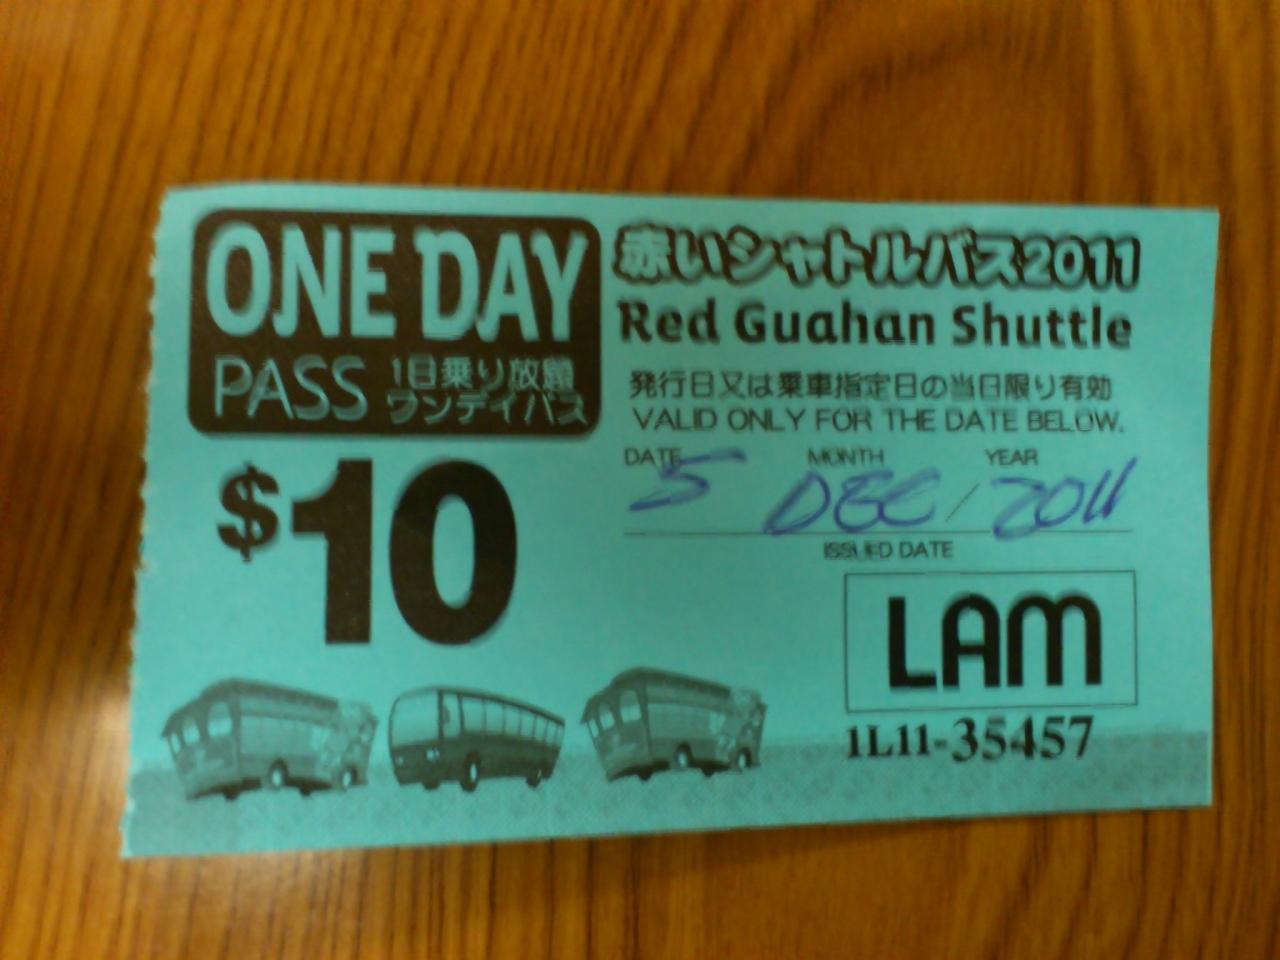 ONE DAY
PASS 1日乗り放題
ワンデイパス
$10
赤いシャトルバス2011
Red Guahan Shuttle
発行日又は乗車指定日の当日限り有効
VALID ONLY FOR THE DATE BELOW.
DATE MONTH YEAR
5 DEC / 2011
ISSUED DATE
LAM
1L11-35457